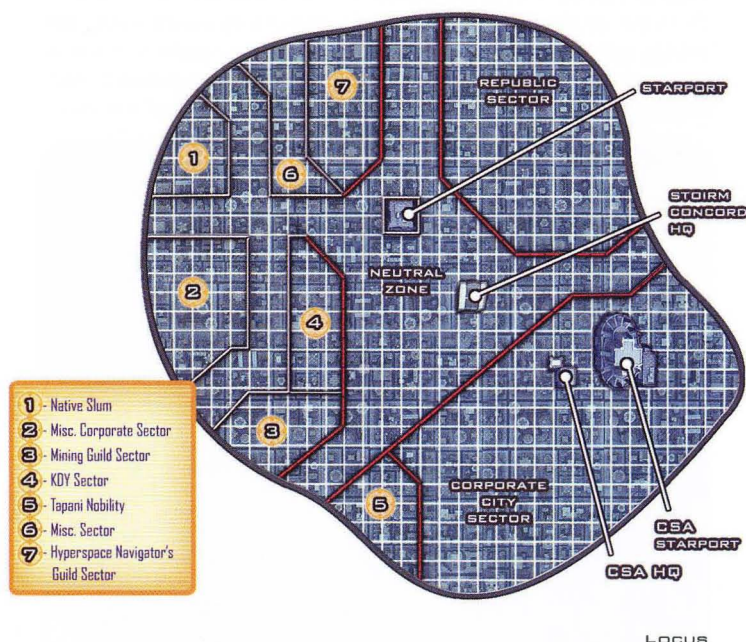 REPUBLIC
SECTOR
STARPORT
STOIRM
CONCORD
HQ
NEUTRAL
ZONE
7
1
6
2
4
3
5
1 - Native Slum
2 - Misc. Corporate Sector
3 - Mining Guild Sector
4 - KDY Sector
5 - Tapani Nobility
6 - Misc. Sector
7 - Hyperspace Navigator's
Guild Sector
CORPORATE
CITY
SECTOR
CSA
STARPORT
CSA HQ
LOCUS